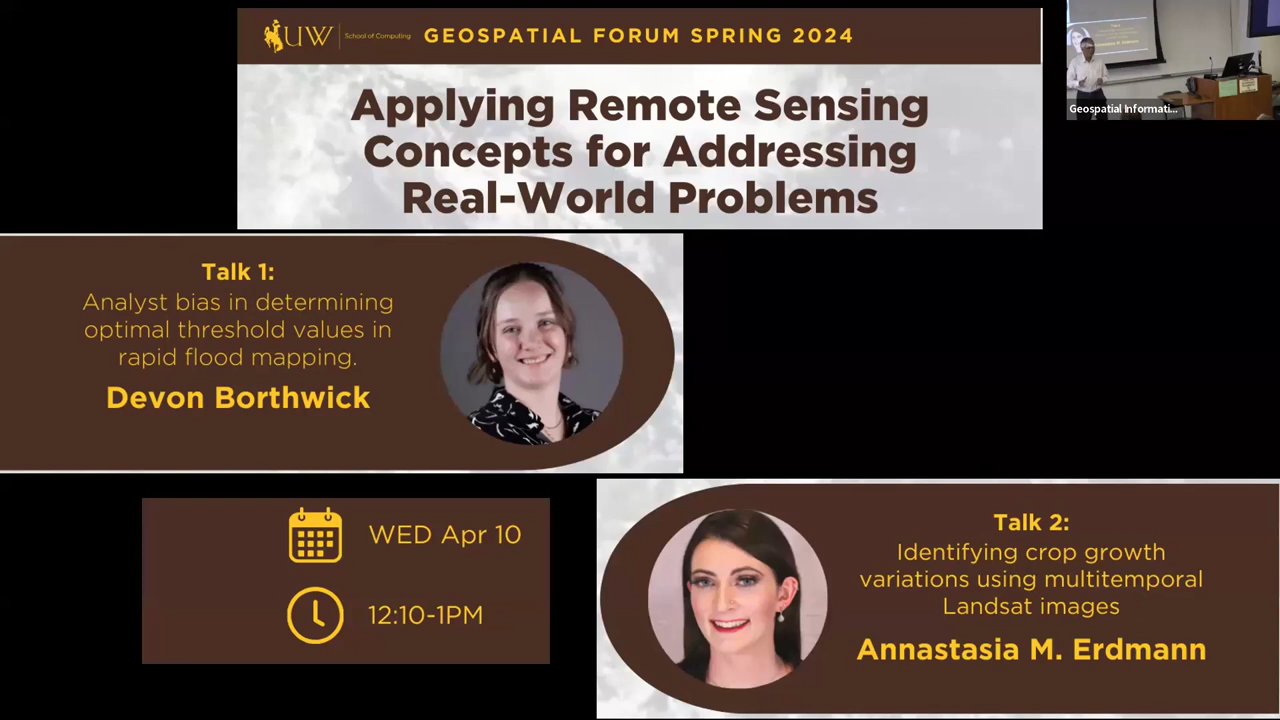 UW School of Computing GEOSPATIAL FORUM SPRING 2024
Applying Remote Sensing
Concepts for Addressing
Real-World Problems
Geospatial Informati...
Talk 1:
Analyst bias in determining
optimal threshold values in
rapid flood mapping.
Devon Borthwick
WED Apr 10
12:10-1PM
Talk 2:
Identifying crop growth
variations using multitemporal
Landsat images
Annastasia M. Erdmann